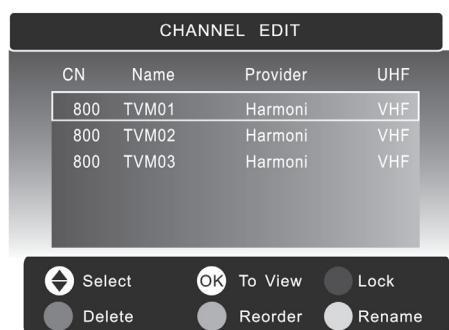 CHANNEL EDIT
CN Name Provider UHF
800 TVM01 Harmoni VHF
800 TVM02 Harmoni VHF
800 TVM03 Harmoni VHF
Select OK To View Lock
Delete Reorder Rename